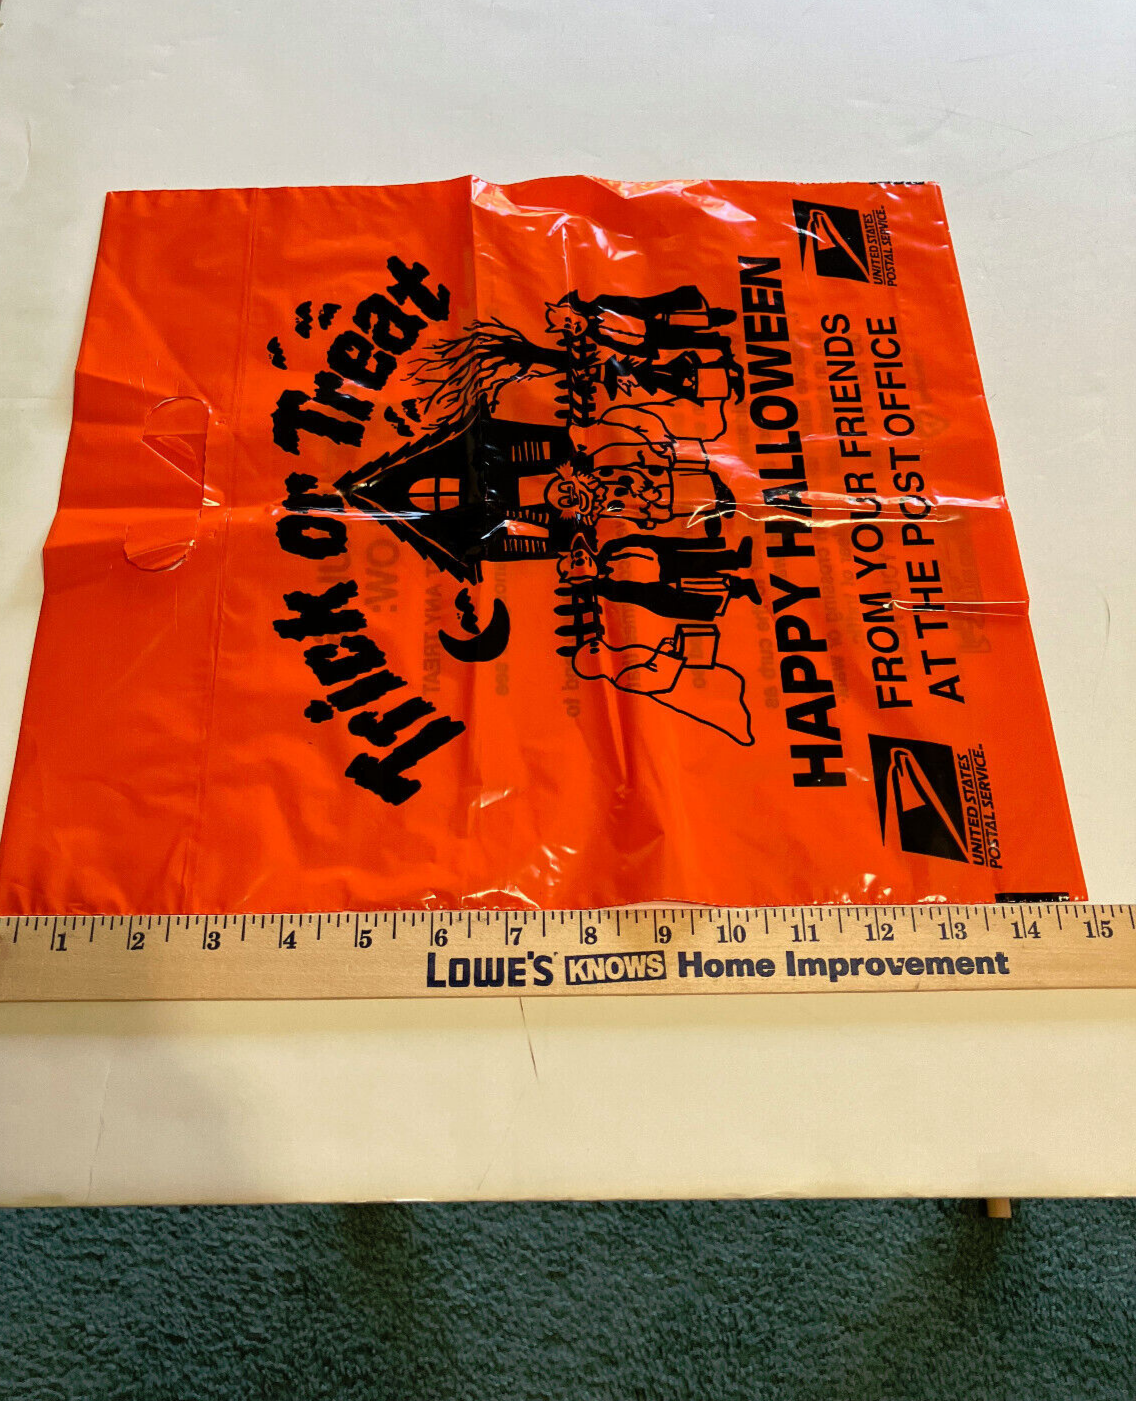 Trick or Treat
HAPPY HALLOWEEN
FROM YOUR FRIENDS
AT THE POST OFFICE
UNITED STATES
POSTAL SERVICE®
UNITED STATES
POSTAL SERVICE®
1 2 3 4 5 6 7 8 9 10 11 12 13 14 15
LOWE'S KNOWS Home Improvement